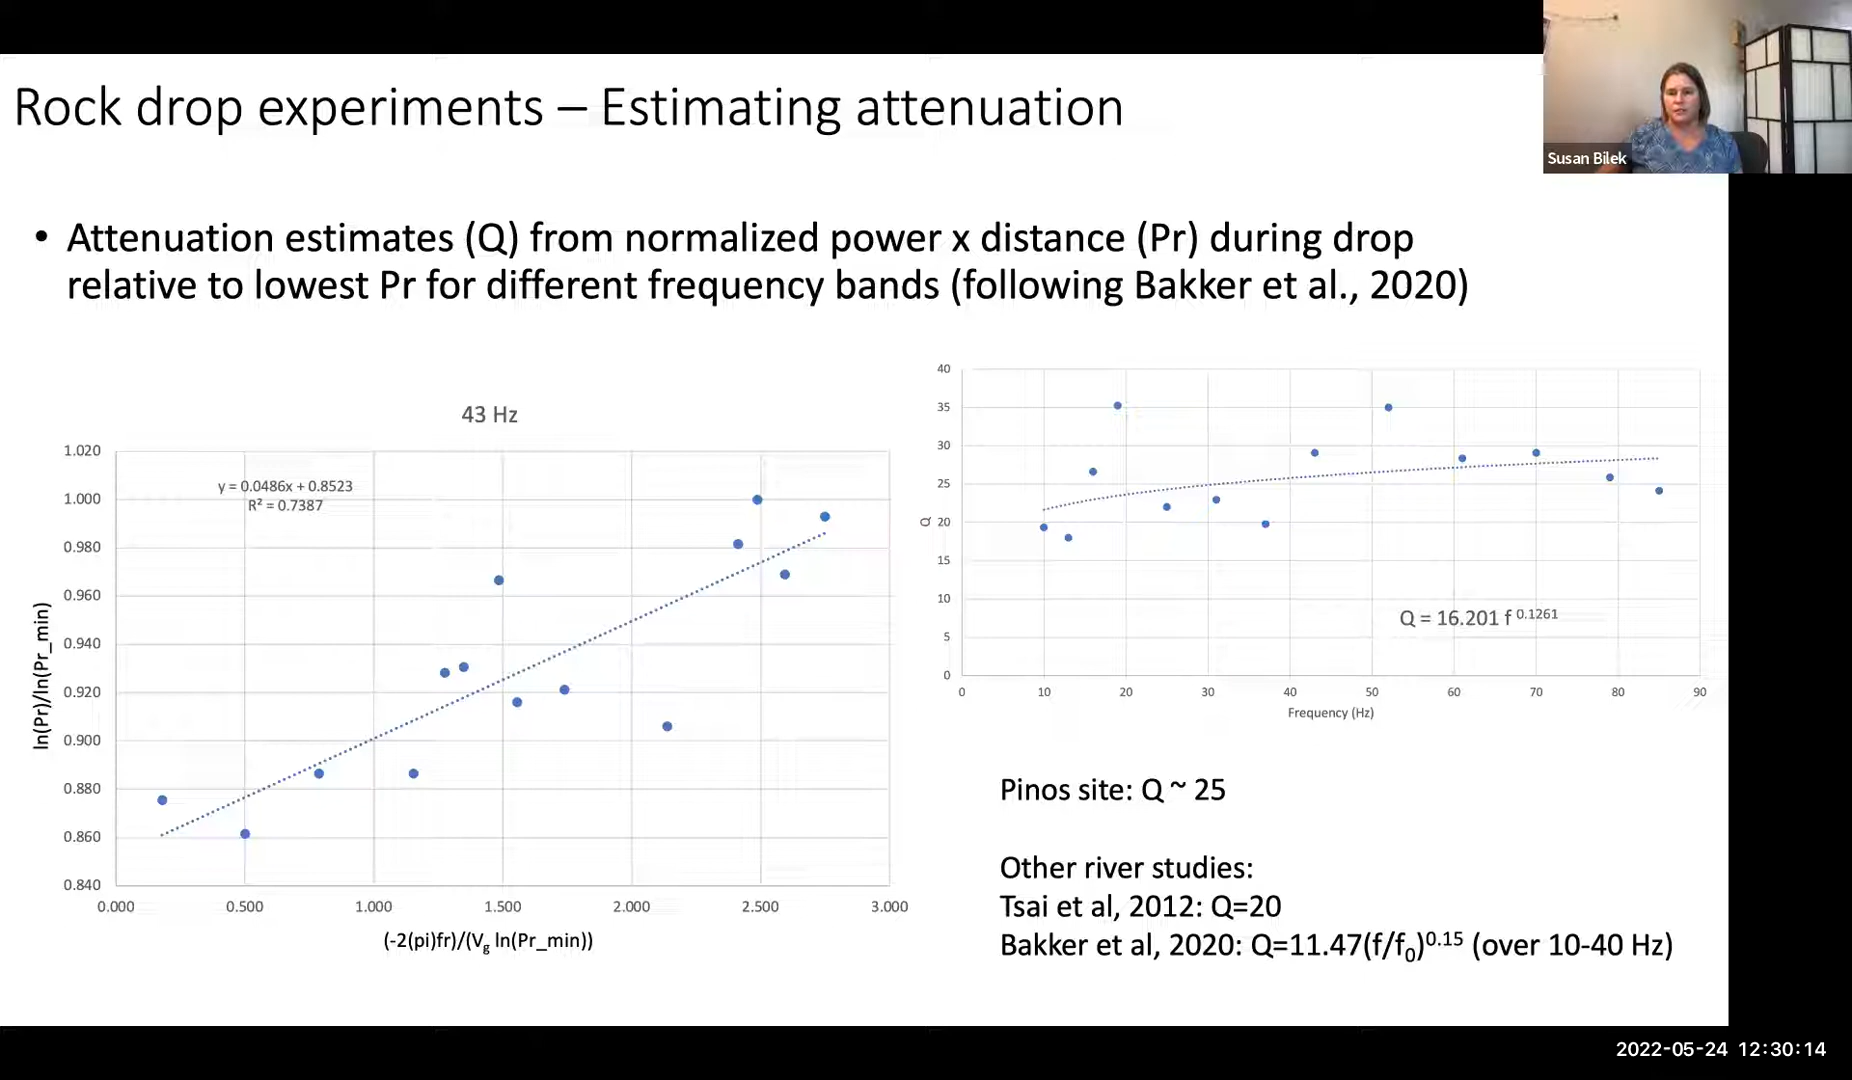 Rock drop experiments – Estimating attenuation
Susan Bilek
• Attenuation estimates (Q) from normalized power x distance (Pr) during drop
relative to lowest Pr for different frequency bands (following Bakker et al., 2020)
43 Hz
y = 0.0486x + 0.8523
R² = 0.7387
1.020
1.000
0.980
0.960
0.940
0.920
0.900
0.880
0.860
0.840
ln(Pr)/ln(Pr_min)
0.000 0.500 1.000 1.500 2.000 2.500 3.000
(-2(pi)fr)/(Vg ln(Pr_min))
40
35
30
25
20
15
10
5
0
Q
Q = 16.201 f 0.1261
0 10 20 30 40 50 60 70 80 90
Frequency (Hz)
Pinos site: Q ~ 25
Other river studies:
Tsai et al, 2012: Q=20
Bakker et al, 2020: Q=11.47(f/f0)0.15 (over 10-40 Hz)
2022-05-24 12:30:14